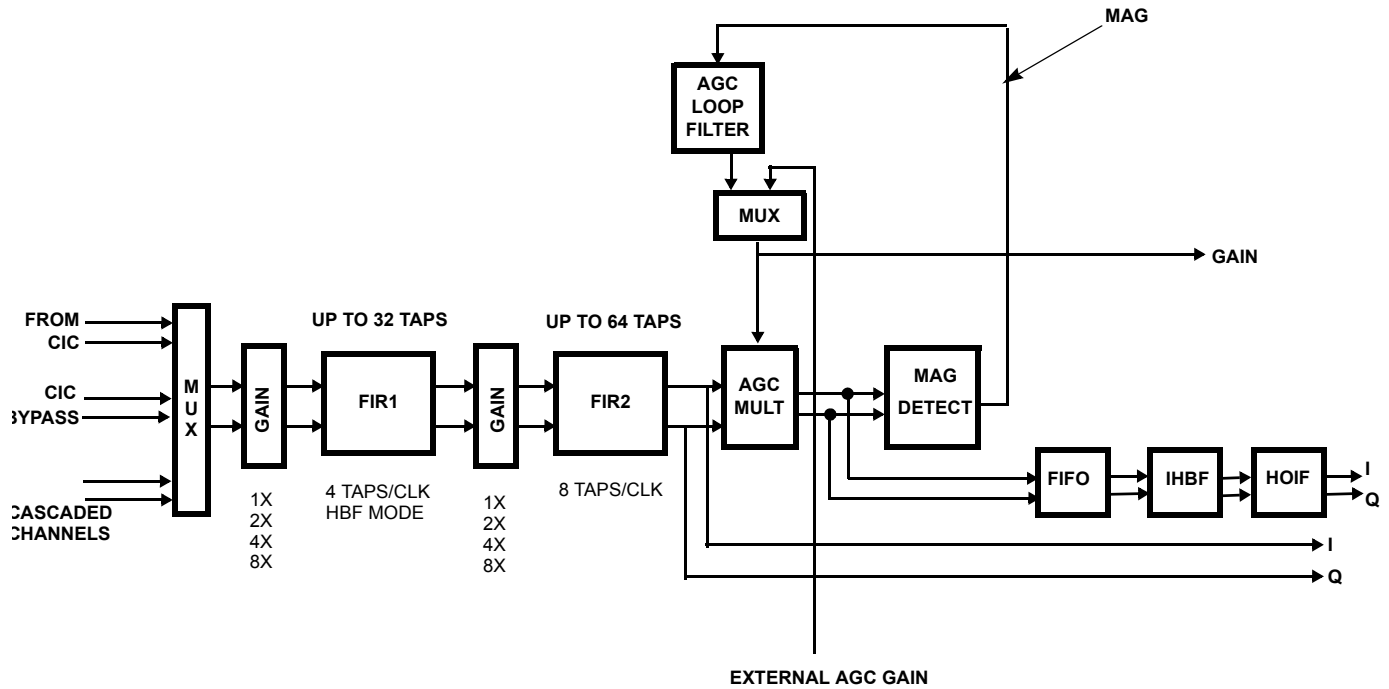 MAG
AGC
LOOP
FILTER
MUX
GAIN
FROM
CIC
CIC
BYPASS
CASCADED
CHANNELS
M
U
X
GAIN
1X
2X
4X
8X
UP TO 32 TAPS
FIR1
4 TAPS/CLK
HBF MODE
GAIN
1X
2X
4X
8X
UP TO 64 TAPS
FIR2
8 TAPS/CLK
AGC
MULT
MAG
DETECT
FIFO
IHBF
HOIF
I
Q
I
Q
EXTERNAL AGC GAIN